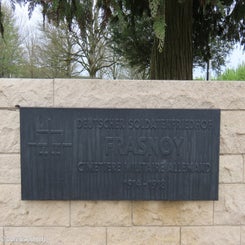 DEUTSCHER SOLDATENFRIEDHOF
FRASNOY
CIMETIERE MILITAIRE ALLEMAND
1914-1918